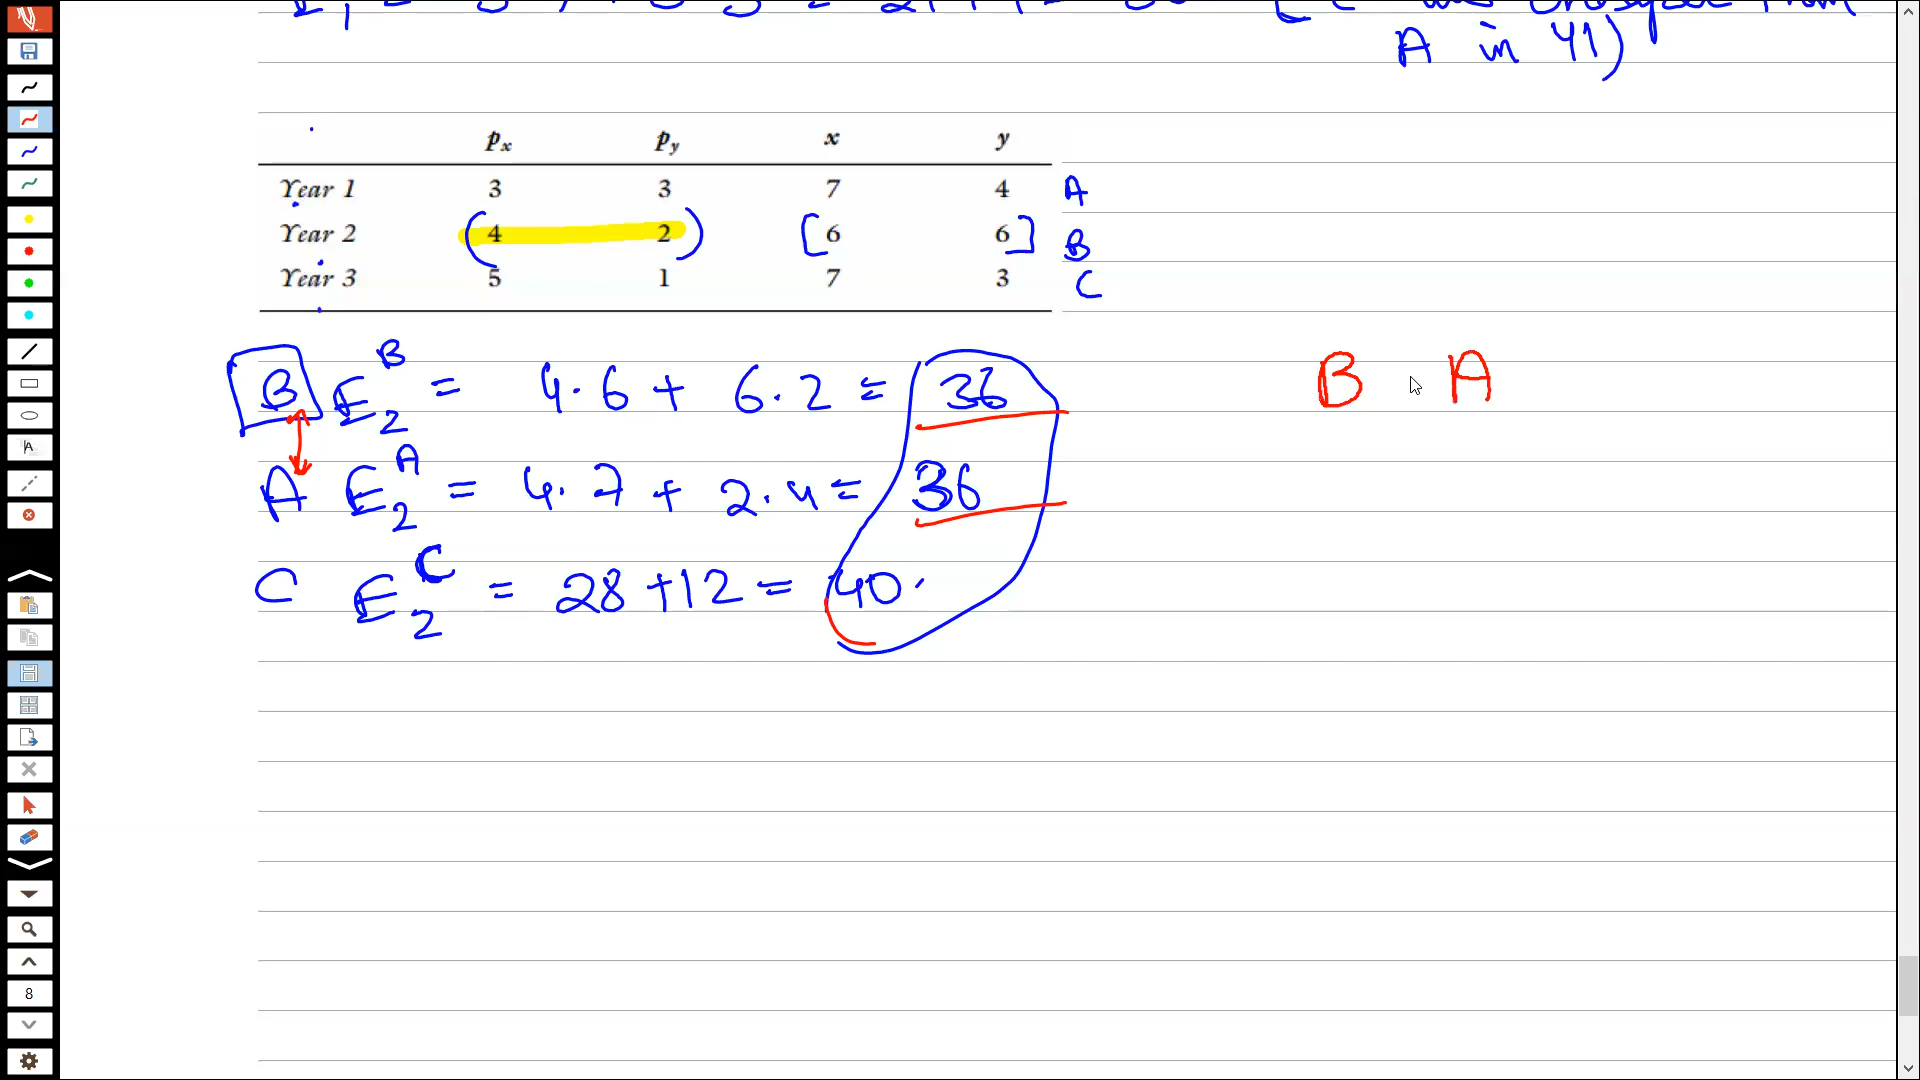 A in Y1)
p_x p_y x y
Year 1 3 3 7 4 A
Year 2 (4 2) [6 6] B
Year 3 5 1 7 3 C
B E_2^B = 4·6 + 6·2 = 36
B A
A E_2^A = 4·7 + 2·4 = 36
C E_2^C = 28 + 12 = 40·
A
8